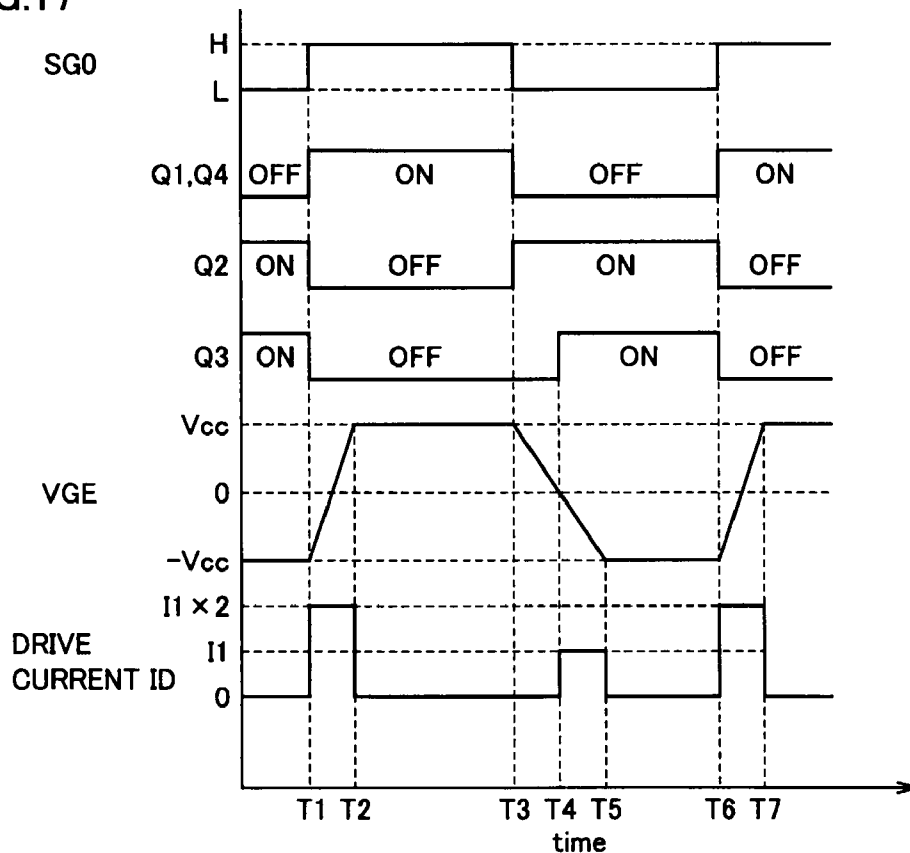 H
SG0
L
Q1,Q4 OFF ON OFF ON
Q2 ON OFF ON OFF
Q3 ON OFF ON OFF
Vcc
VGE 0
-Vcc
I1 × 2
DRIVE
CURRENT ID
I1
0
T1 T2 T3 T4 T5 T6 T7
time